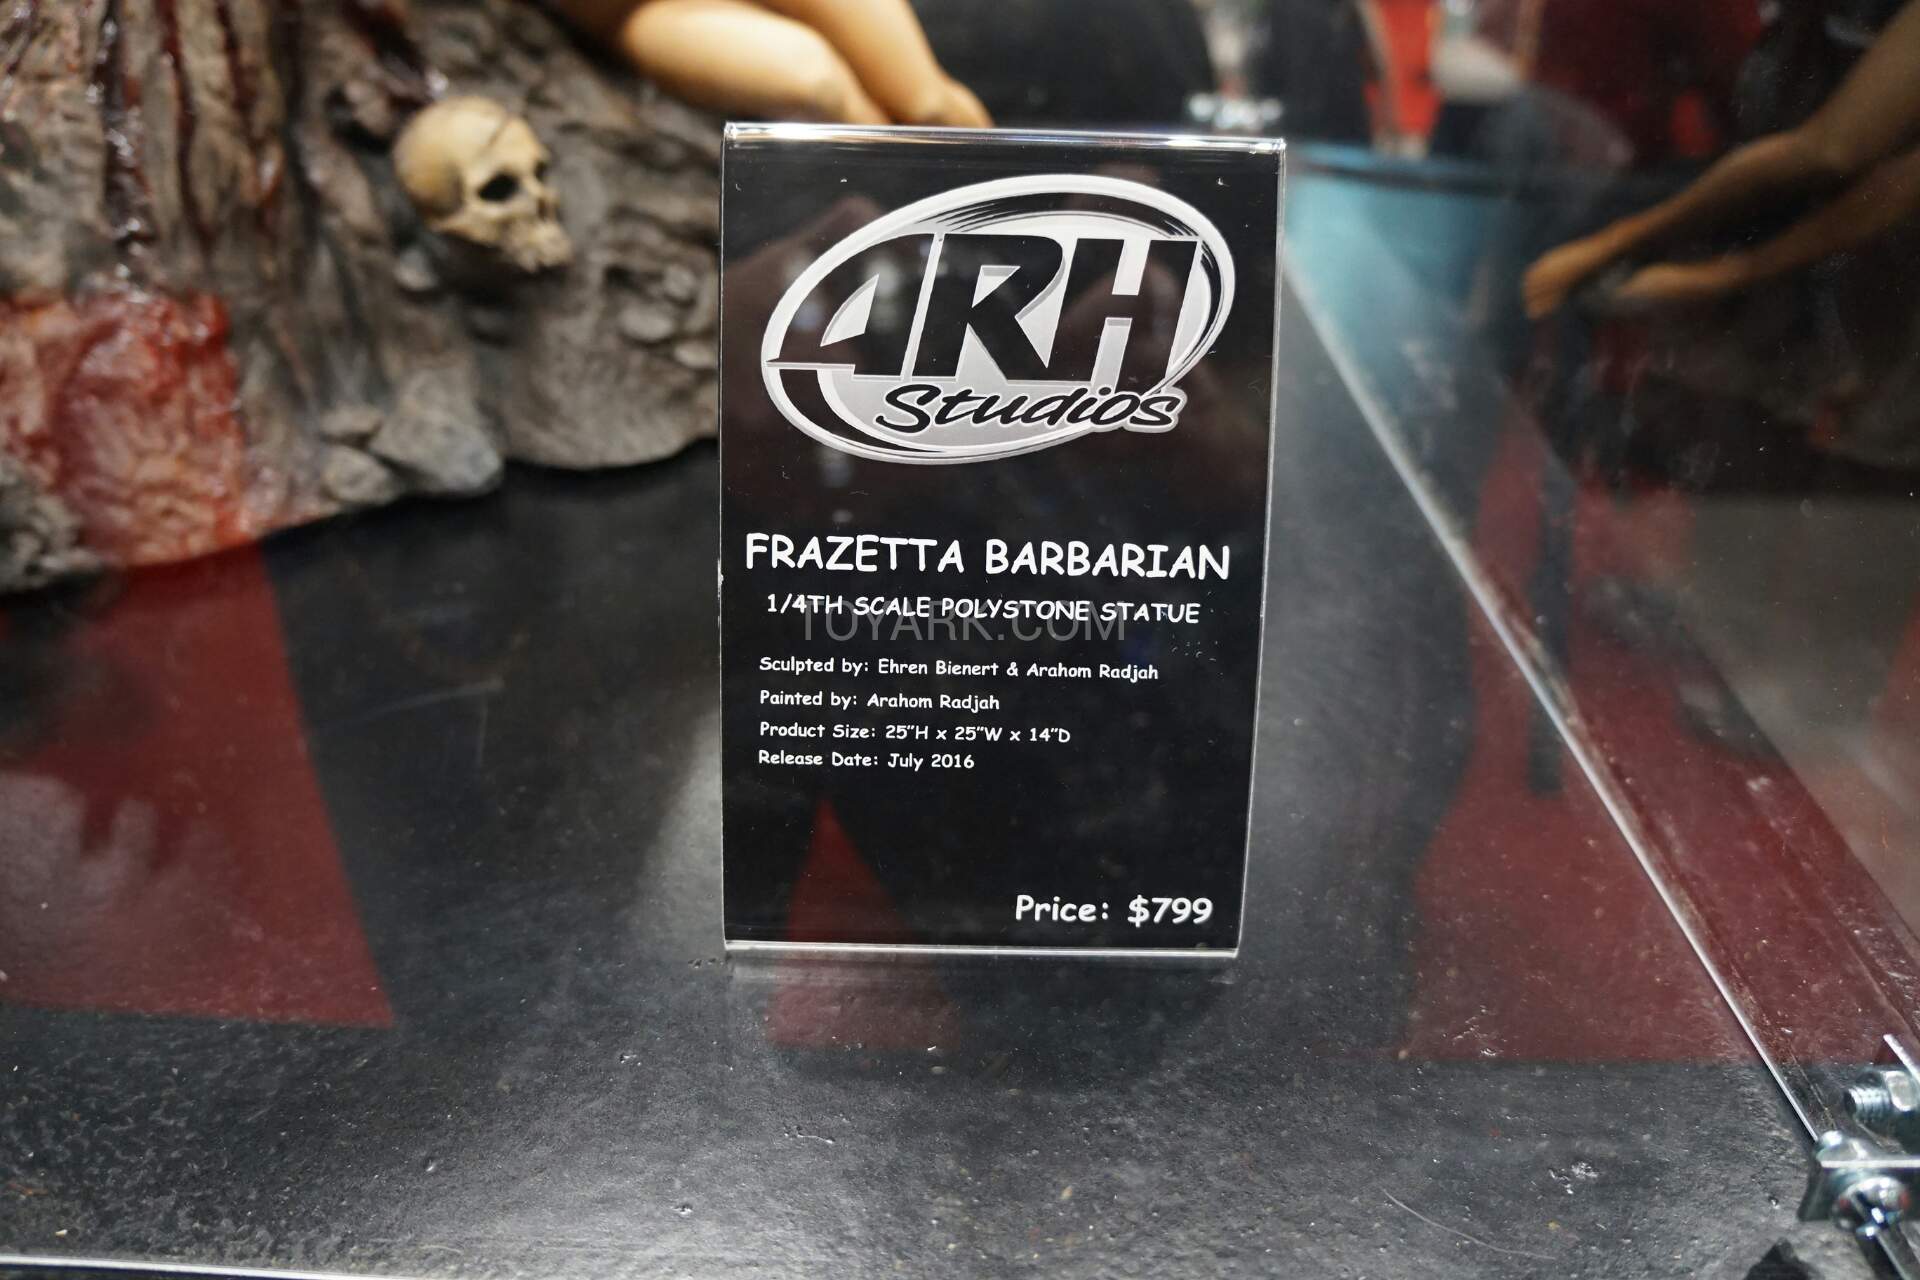 ARH
Studios
FRAZETTA BARBARIAN
1/4TH SCALE POLYSTONE STATUE
TOYARK.COM
Sculpted by: Ehren Bienert & Arahom Radjah
Painted by: Arahom Radjah
Product Size: 25"H x 25"W x 14"D
Release Date: July 2016
Price: $799